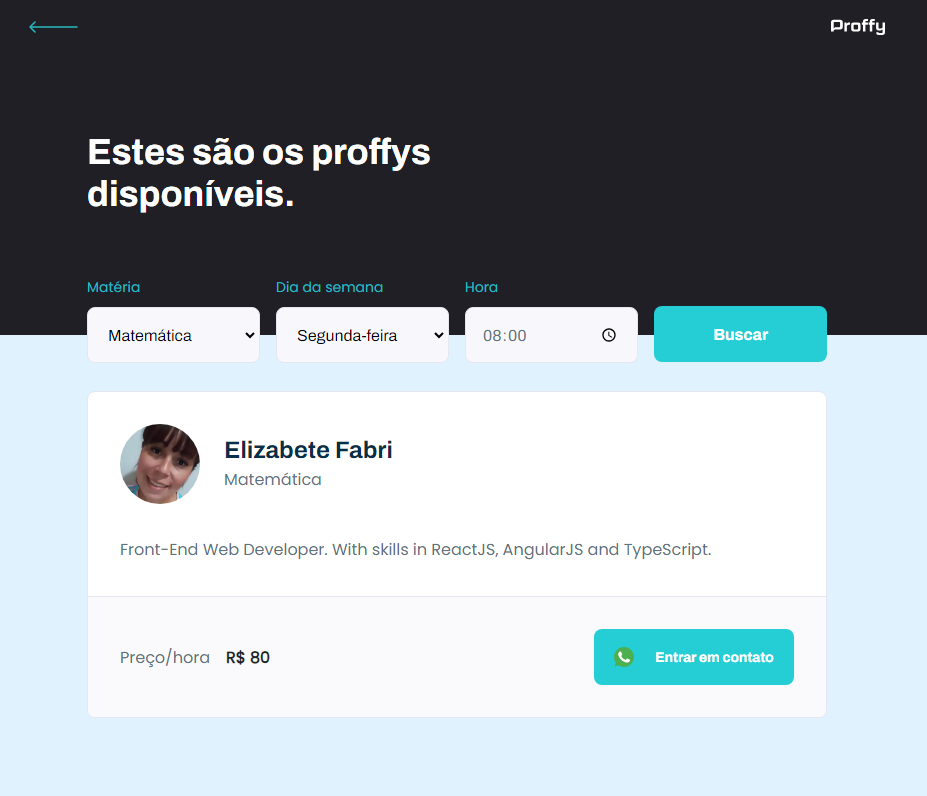 Proffy
Estes são os proffys
disponíveis.
Matéria
Dia da semana
Hora
Matemática
Segunda-feira
08:00
Buscar
Elizabete Fabri
Matemática
Front-End Web Developer. With skills in ReactJS, AngularJS and TypeScript.
Preço/hora R$ 80
Entrar em contato